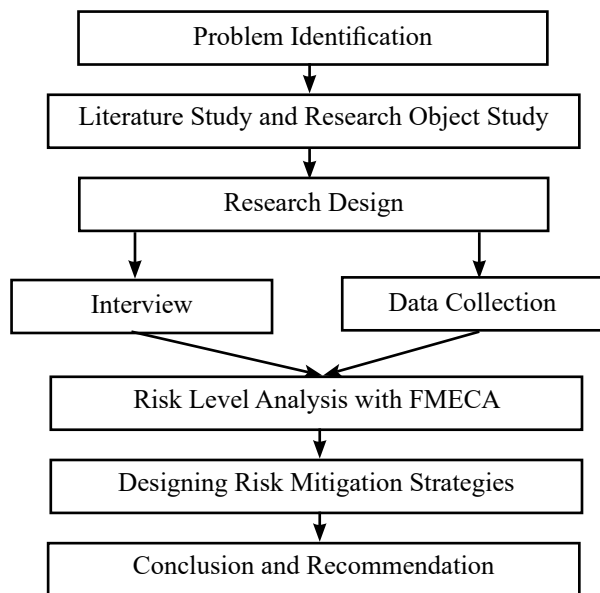 Problem Identification
Literature Study and Research Object Study
Research Design
Interview
Data Collection
Risk Level Analysis with FMECA
Designing Risk Mitigation Strategies
Conclusion and Recommendation